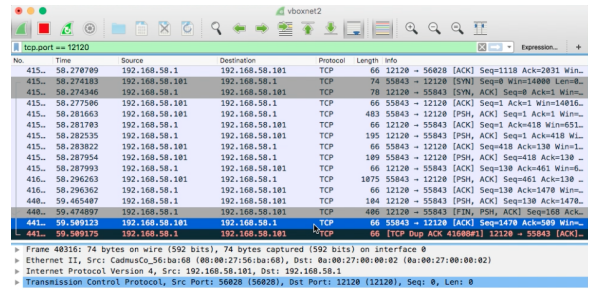 vboxnet2
tcp.port == 12120
Expression... +
No. Time Source Destination Protocol Length Info
415… 58.270709 192.168.58.1 192.168.58.101 TCP 66 12120 → 56028 [ACK] Seq=1118 Ack=2031 Win=…
415… 58.274183 192.168.58.101 192.168.58.1 TCP 74 55843 → 12120 [SYN] Seq=0 Win=14000 Len=0…
415… 58.274346 192.168.58.1 192.168.58.101 TCP 78 12120 → 55843 [SYN, ACK] Seq=0 Ack=1 Win=…
415… 58.277506 192.168.58.101 192.168.58.1 TCP 66 55843 → 12120 [ACK] Seq=1 Ack=1 Win=14016…
415… 58.281663 192.168.58.101 192.168.58.1 TCP 483 55843 → 12120 [PSH, ACK] Seq=1 Ack=1 Win=…
415… 58.281703 192.168.58.1 192.168.58.101 TCP 66 12120 → 55843 [ACK] Seq=1 Ack=418 Win=651…
415… 58.282535 192.168.58.1 192.168.58.101 TCP 195 12120 → 55843 [PSH, ACK] Seq=1 Ack=418 Wi…
415… 58.283822 192.168.58.101 192.168.58.1 TCP 66 55843 → 12120 [ACK] Seq=418 Ack=130 Win=1…
415… 58.287954 192.168.58.101 192.168.58.1 TCP 109 55843 → 12120 [PSH, ACK] Seq=418 Ack=130 …
415… 58.287993 192.168.58.1 192.168.58.101 TCP 66 12120 → 55843 [ACK] Seq=130 Ack=461 Win=6…
416… 58.296263 192.168.58.101 192.168.58.1 TCP 1075 55843 → 12120 [PSH, ACK] Seq=461 Ack=130 …
416… 58.296362 192.168.58.1 192.168.58.101 TCP 66 12120 → 55843 [ACK] Seq=130 Ack=1470 Win=…
440… 59.465407 192.168.58.1 192.168.58.101 TCP 104 12120 → 55843 [PSH, ACK] Seq=130 Ack=1470…
440… 59.474897 192.168.58.1 192.168.58.101 TCP 406 12120 → 55843 [FIN, PSH, ACK] Seq=168 Ack…
441… 59.509123 192.168.58.101 192.168.58.1 TCP 66 55843 → 12120 [ACK] Seq=1470 Ack=509 Win=…
441… 59.509175 192.168.58.1 192.168.58.101 TCP 66 [TCP Dup ACK 41608#1] 12120 → 55843 [ACK]…
Frame 40316: 74 bytes on wire (592 bits), 74 bytes captured (592 bits) on interface 0
Ethernet II, Src: CadmusCo_56:ba:68 (08:00:27:56:ba:68), Dst: 0a:00:27:00:00:02 (0a:00:27:00:00:02)
Internet Protocol Version 4, Src: 192.168.58.101, Dst: 192.168.58.1
Transmission Control Protocol, Src Port: 56028 (56028), Dst Port: 12120 (12120), Seq: 0, Len: 0